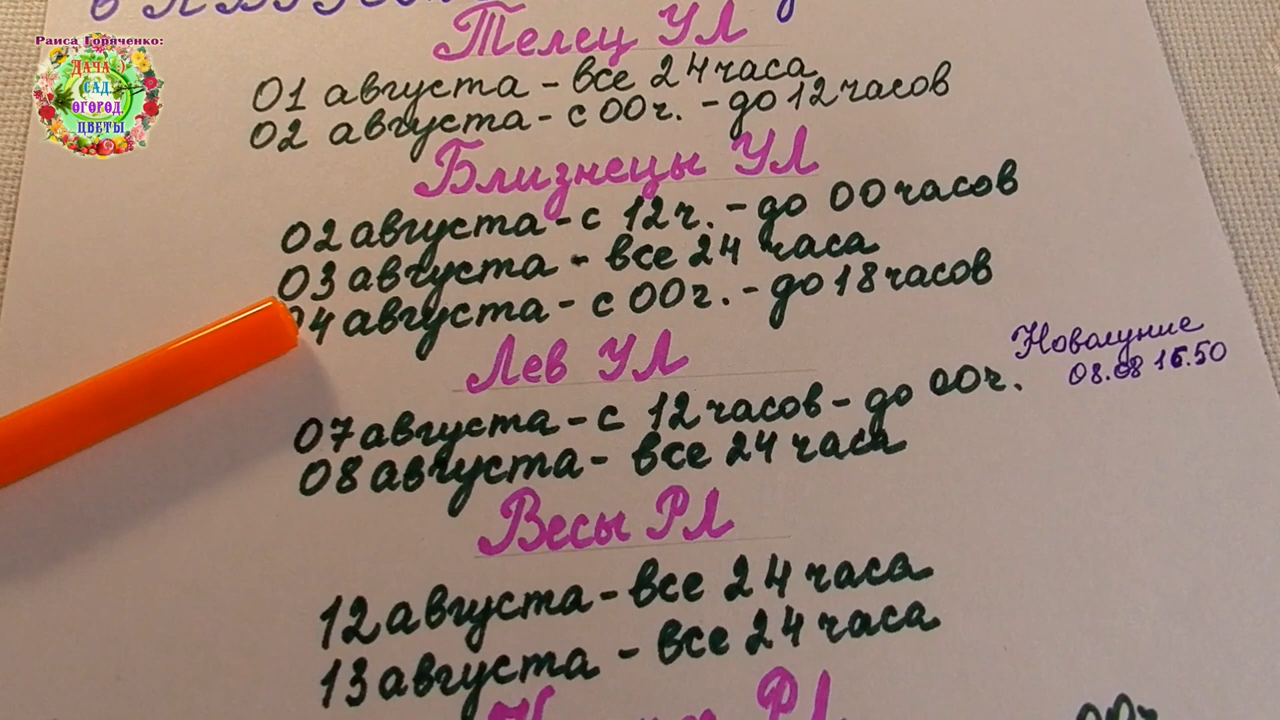 Раиса Горяченко:
Дача
сад
огород
цветы
в
Телец УЛ
01 августа - все 24 часа
02 августа - с 00ч. - до 12 часов
Близнецы УЛ
02 августа - с 12 ч. - до 00 часов
03 августа - все 24 часа
04 августа - с 00ч. - до 18 часов
Лев УЛ
Новолуние
08.08 16.50
07 августа - с 12 часов - до 00ч.
08 августа - все 24 часа
Весы РЛ
12 августа - все 24 часа
13 августа - все 24 часа
РЛ
00ч.